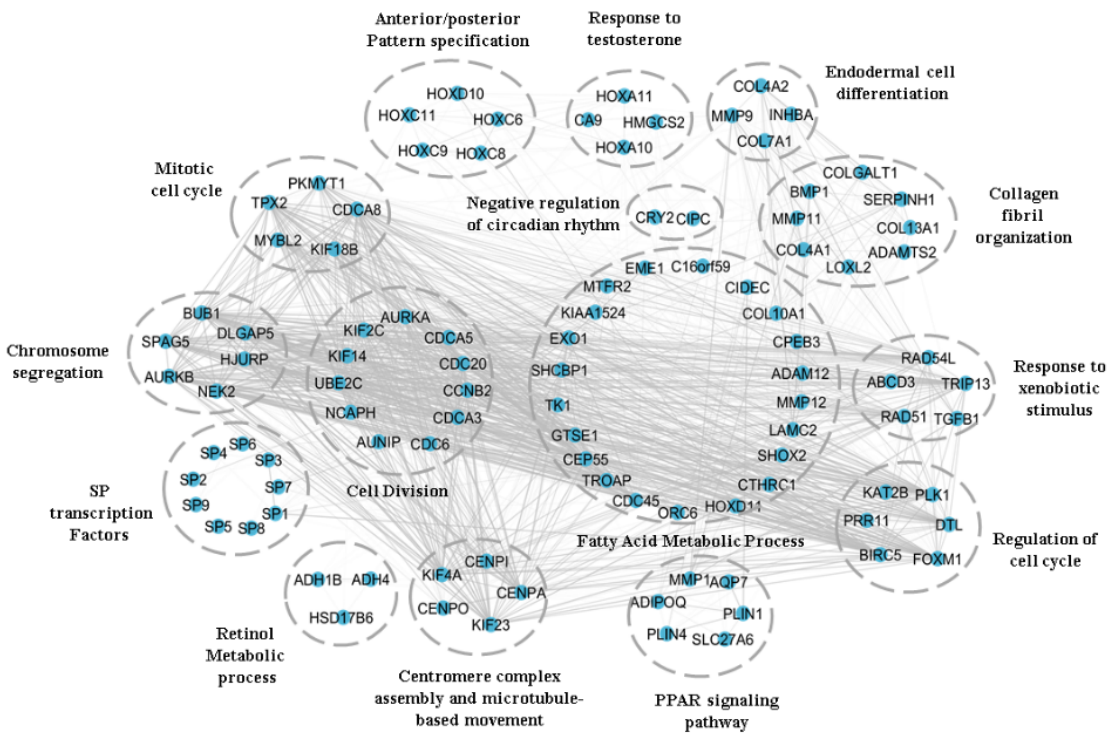 Anterior/posterior
Pattern specification
HOXD10
HOXC11
HOXC6
HOXC9
HOXC8
Response to
testosterone
HOXA11
CA9
HMGCS2
HOXA10
Endodermal cell
differentiation
COL4A2
MMP9
INHBA
COL7A1
Mitotic
cell cycle
PKMYT1
TPX2
CDCA8
MYBL2
KIF18B
Negative regulation
of circadian rhythm
CRY2
CIPC
COLGALT1
BMP1
SERPINH1
MMP11
COL13A1
COL4A1
ADAMTS2
LOXL2
Collagen
fibril
organization
Chromosome
segregation
BUB1
DLGAP5
SPAG5
HJURP
AURKB
NEK2
AURKA
KIF2C
CDCA5
KIF14
CDC20
UBE2C
CCNB2
NCAPH
CDCA3
AUNIP
CDC6
Cell Division
EME1
C16orf59
MTFR2
CIDEC
KIAA1524
COL10A1
EXO1
CPEB3
SHCBP1
ADAM12
TK1
MMP12
GTSE1
LAMC2
CEP55
SHOX2
TROAP
CTHRC1
CDC45
ORC6
HOXD11
Fatty Acid Metabolic Process
RAD54L
ABCD3
TRIP13
RAD51
TGFB1
Response to
xenobiotic
stimulus
SP
transcription
Factors
SP6
SP4
SP3
SP2
SP7
SP9
SP1
SP5
SP8
KAT2B
PLK1
PRR11
DTL
BIRC5
FOXM1
Regulation of
cell cycle
ADH1B
ADH4
HSD17B6
Retinol
Metabolic
process
CENPI
KIF4A
CENPA
CENPO
KIF23
Centromere complex
assembly and microtubule-
based movement
MMP1
AQP7
ADIPOQ
PLIN1
PLIN4
SLC27A6
PPAR signaling
pathway